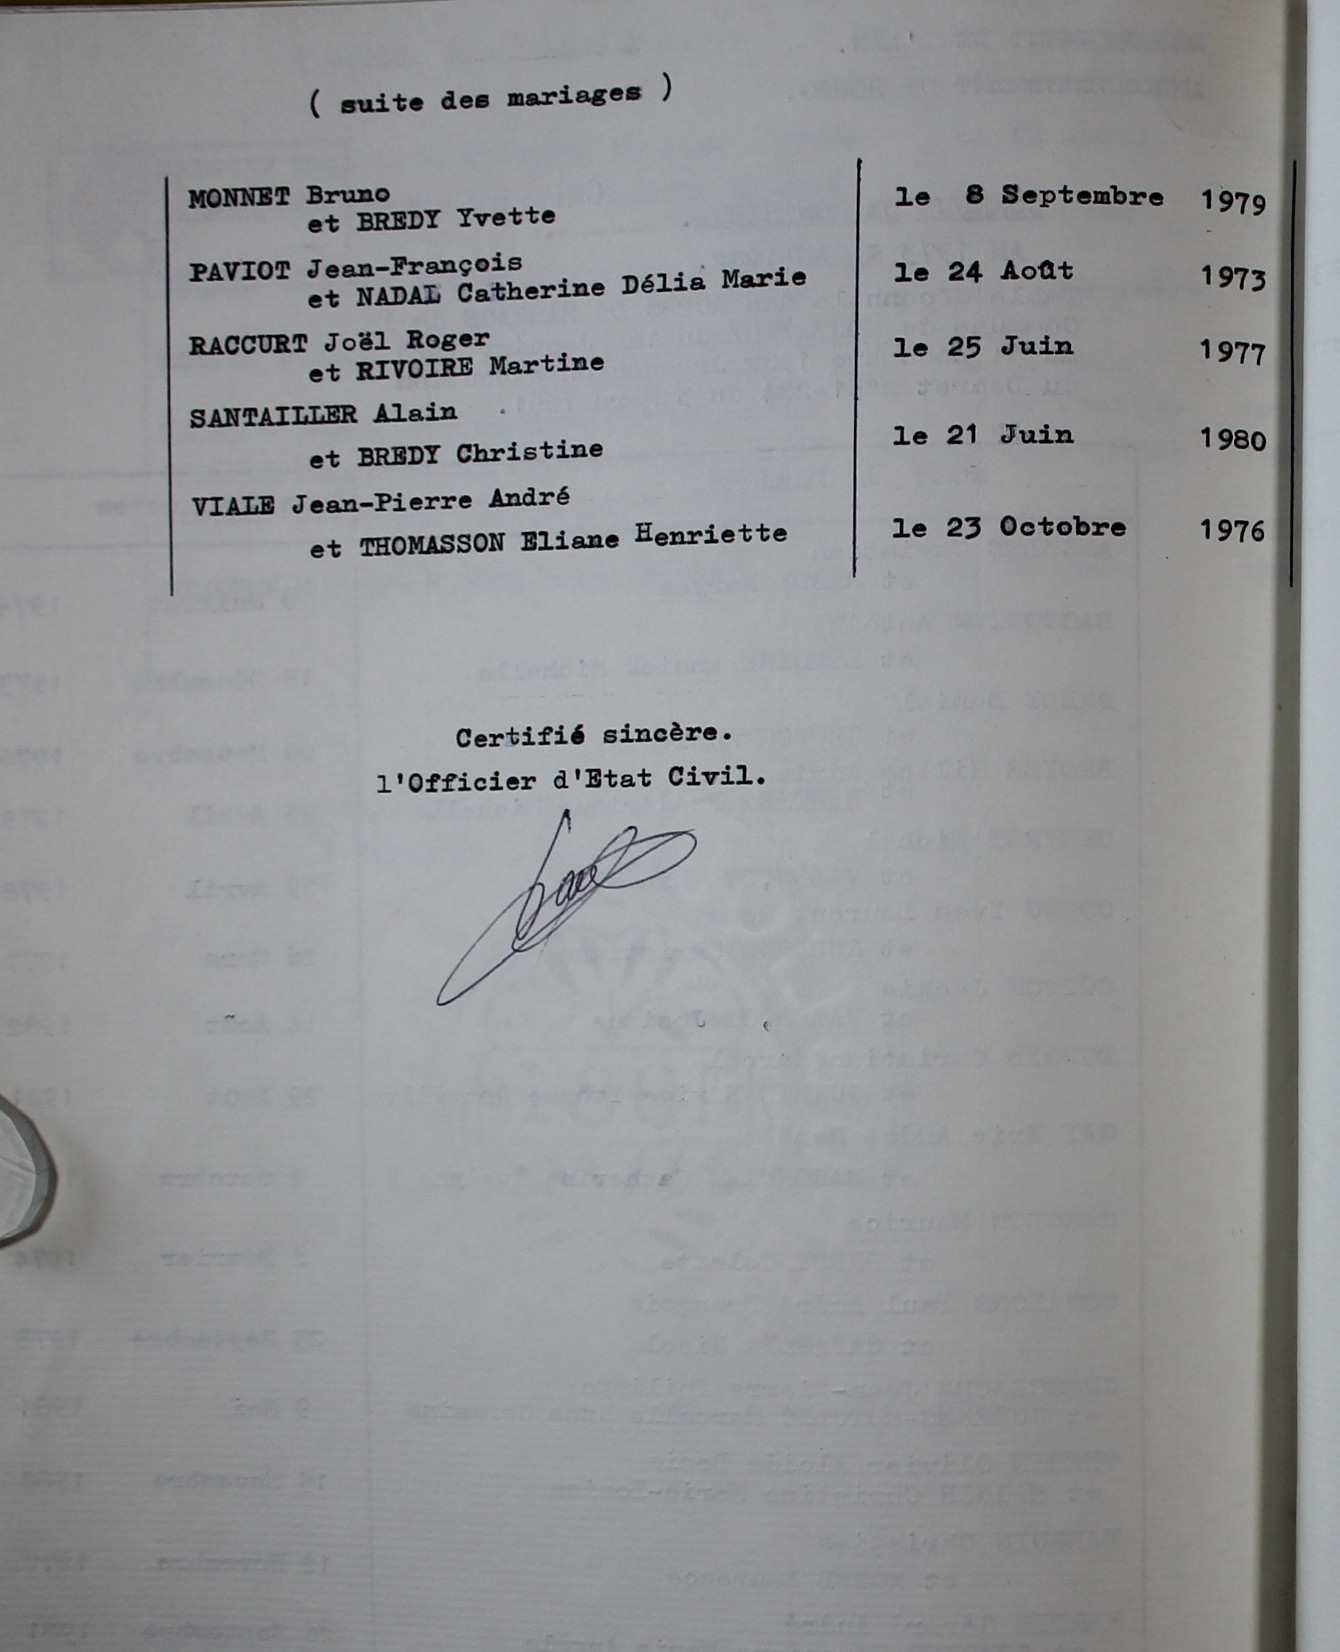 ( suite des mariages )
MONNET Bruno
et BREDY Yvette
le 8 Septembre 1979
PAVIOT Jean-François
et NADAL Catherine Délia Marie
le 24 Août 1973
RACCURT Joël Roger
et RIVOIRE Martine
le 25 Juin 1977
SANTAILLER Alain
et BREDY Christine
le 21 Juin 1980
VIALE Jean-Pierre André
et THOMASSON Eliane Henriette
le 23 Octobre 1976
Certifié sincère.
l'Officier d'Etat Civil.